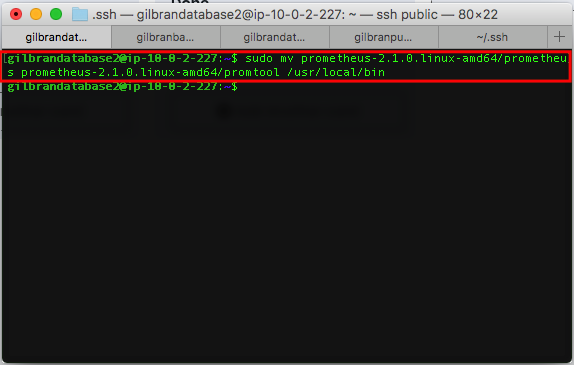 .ssh — gilbrandatabase2@ip-10-0-2-227: ~ — ssh public — 80×22
gilbrandat... gilbranba... gilbrandat... gilbranpu... ~/.ssh +
gilbrandatabase2@ip-10-0-2-227:~$ sudo mv prometheus-2.1.0.linux-amd64/prometheu
s prometheus-2.1.0.linux-amd64/promtool /usr/local/bin
gilbrandatabase2@ip-10-0-2-227:~$